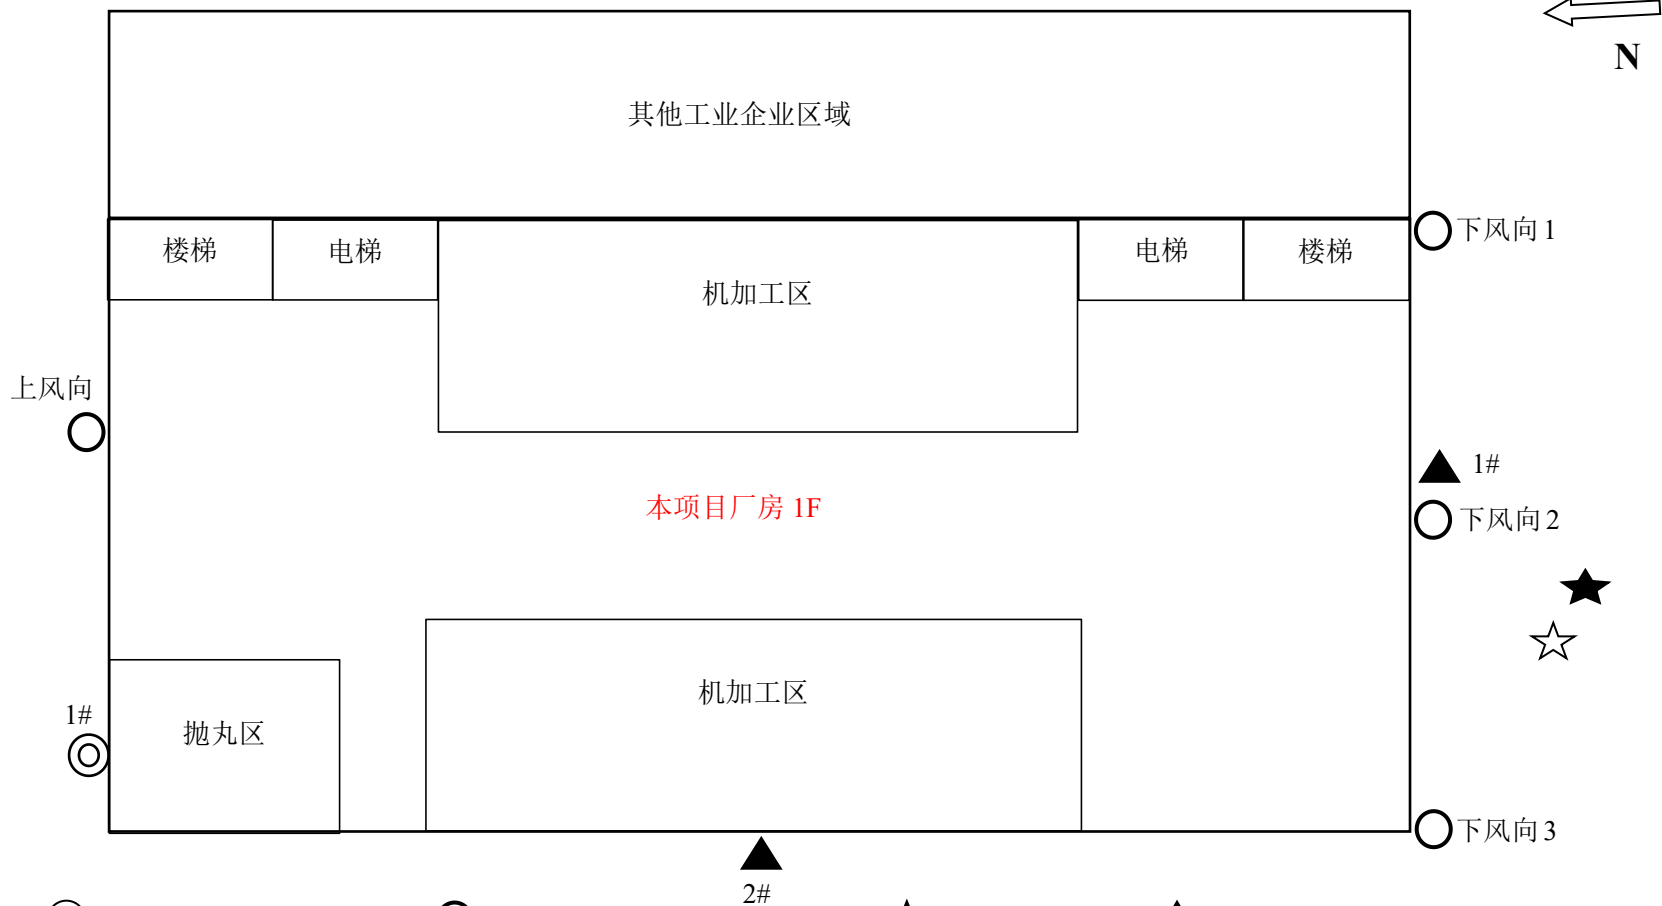 N
其他工业企业区域
下风向 1
楼梯
电梯
电梯
楼梯
机加工区
上风向
1#
本项目厂房 1F
下风向 2
机加工区
1#
抛丸区
下风向 3
2#